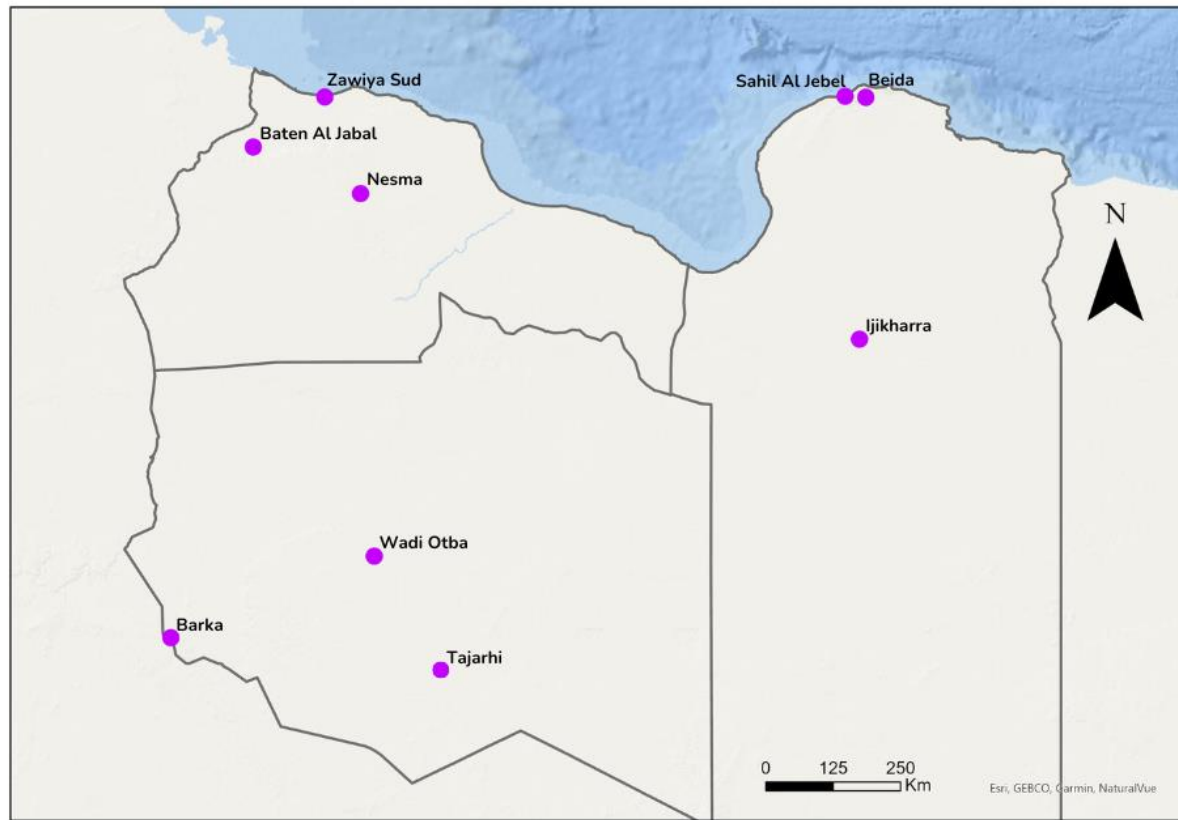 Zawiya Sud
Sahil Al Jebel
Beida
Baten Al Jabal
Nesma
N
Ijikharra
Wadi Otba
Barka
Tajarhi
0 125 250
Km
Esri, GEBCO, Garmin, NaturalVue